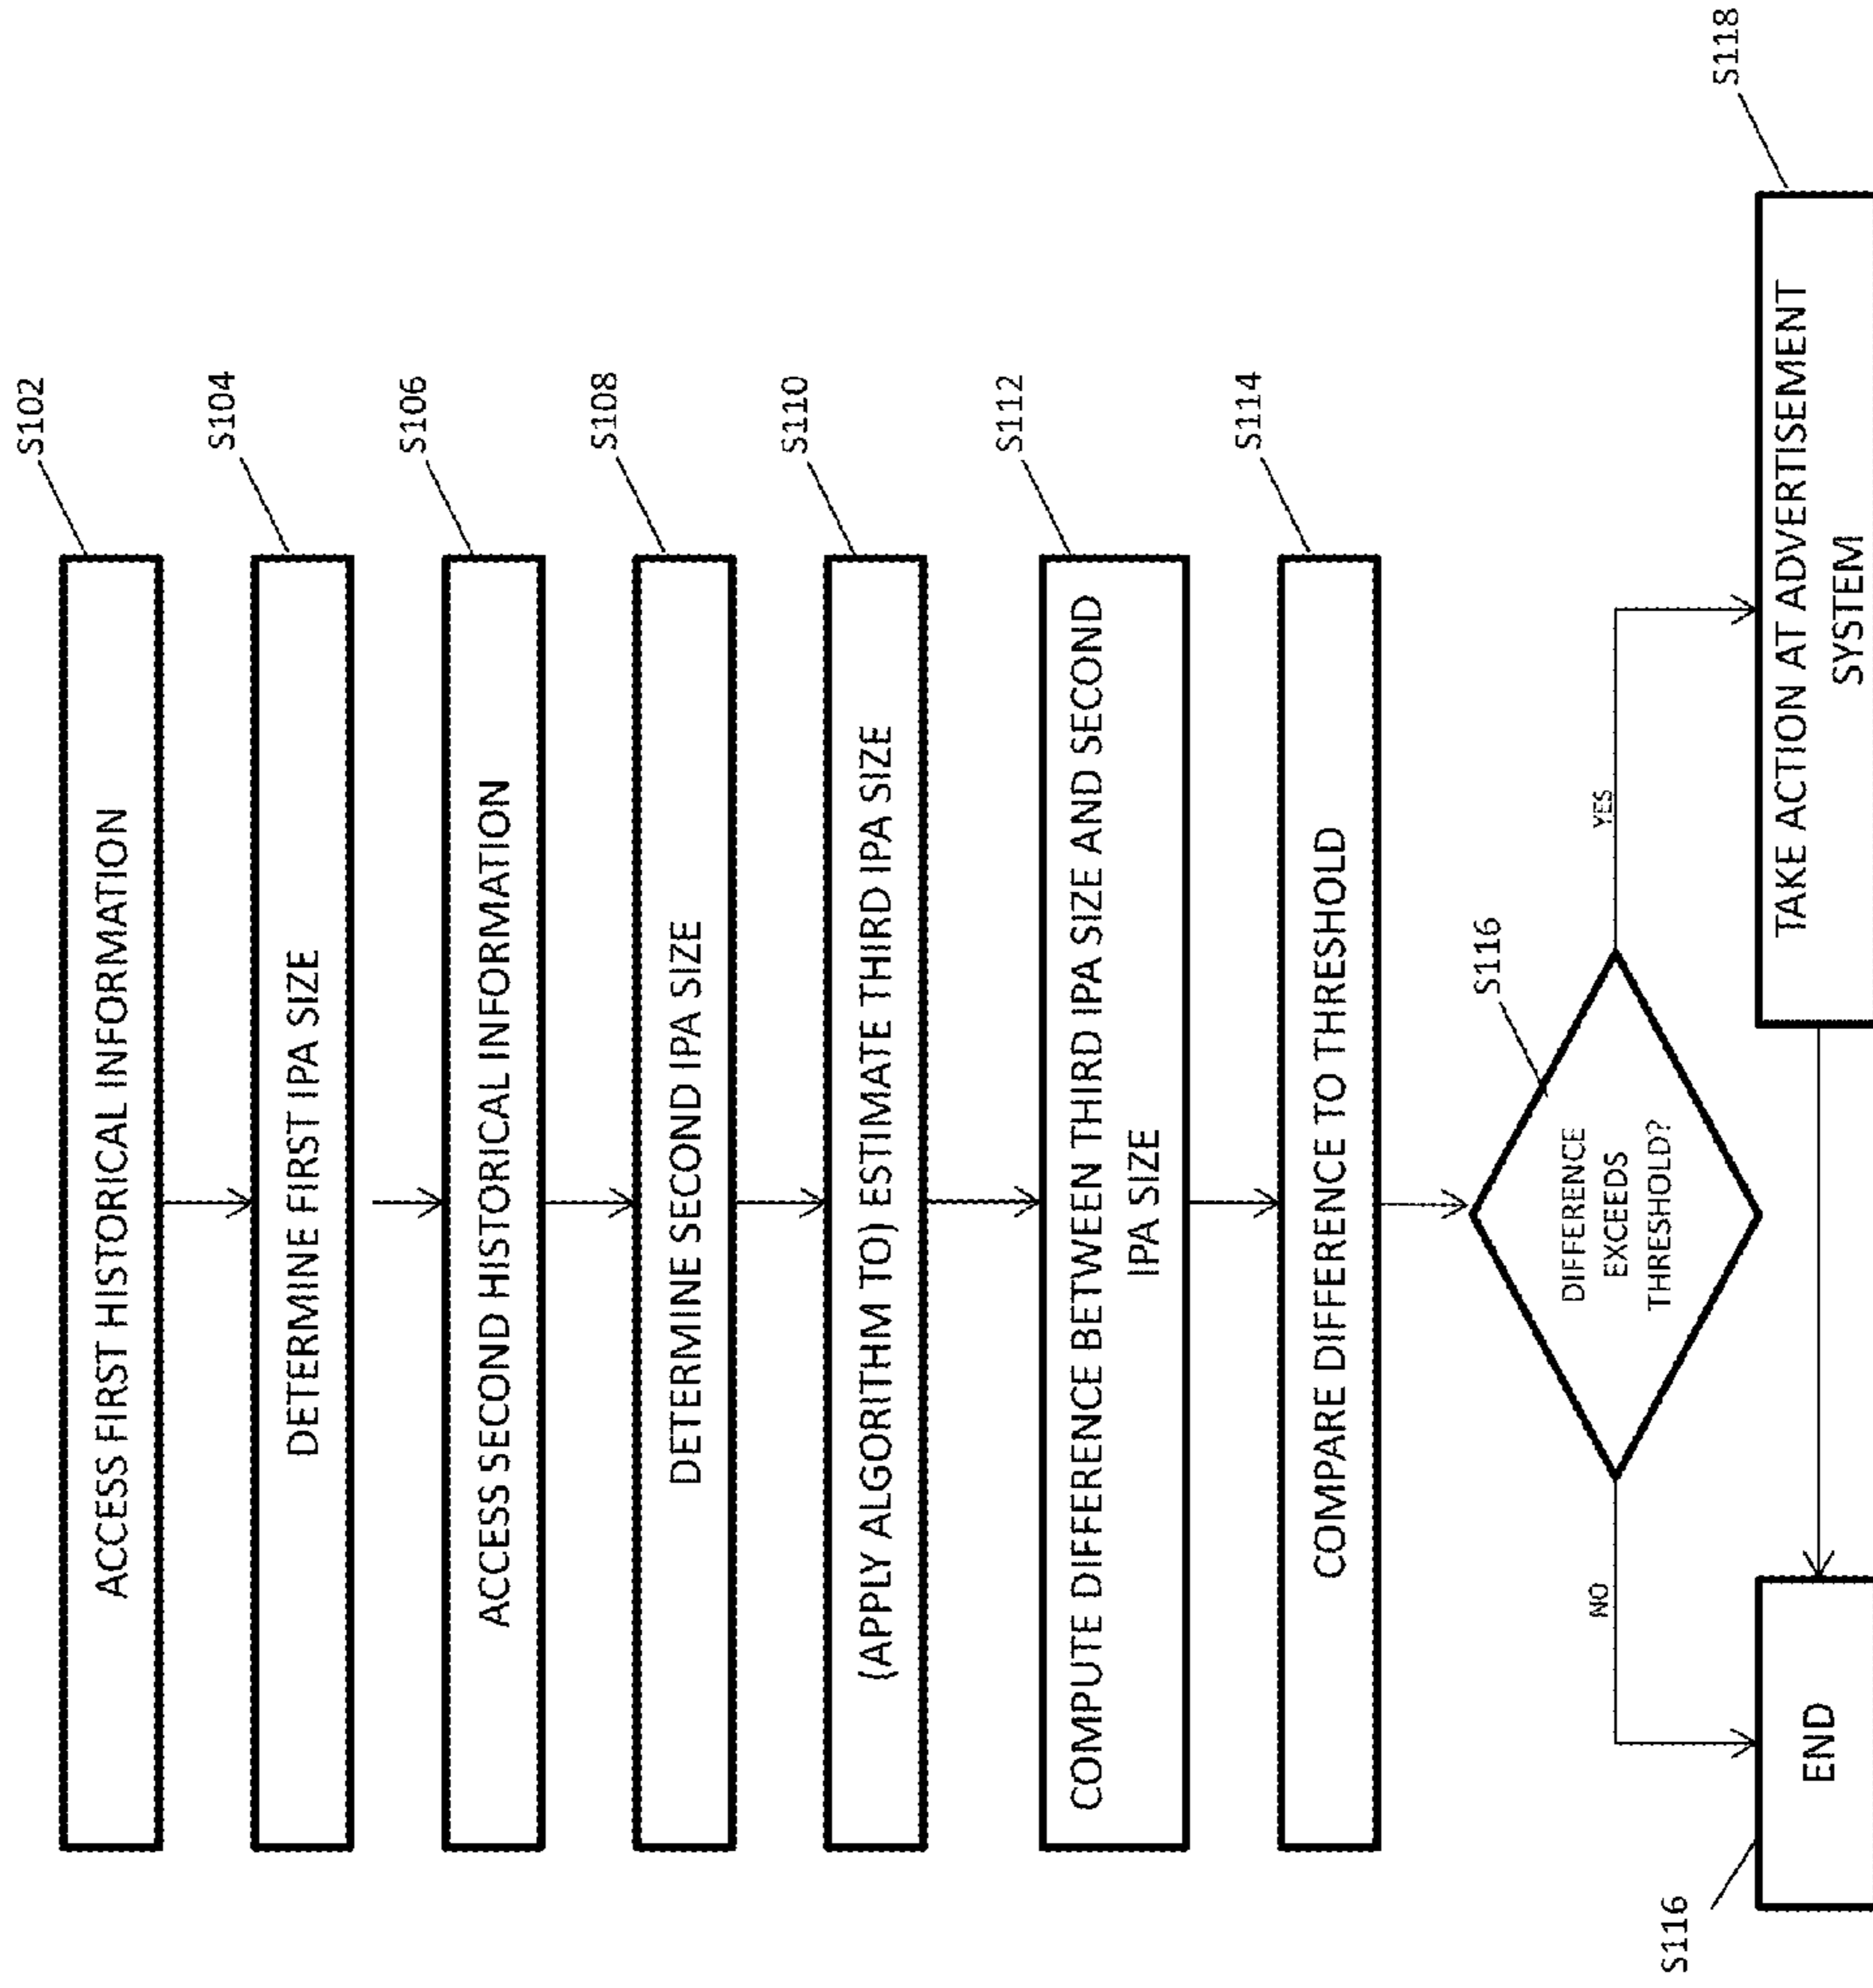 S102
ACCESS FIRST HISTORICAL INFORMATION
S104
DETERMINE FIRST IPA SIZE
S106
ACCESS SECOND HISTORICAL INFORMATION
S108
DETERMINE SECOND IPA SIZE
S110
(APPLY ALGORITHM TO) ESTIMATE THIRD IPA SIZE
S112
COMPUTE DIFFERENCE BETWEEN THIRD IPA SIZE AND SECOND
IPA SIZE
S114
COMPARE DIFFERENCE TO THRESHOLD
S116
DIFFERENCE
EXCEEDS
THRESHOLD?
NO
YES
S116
END
S118
TAKE ACTION AT ADVERTISEMENT
SYSTEM